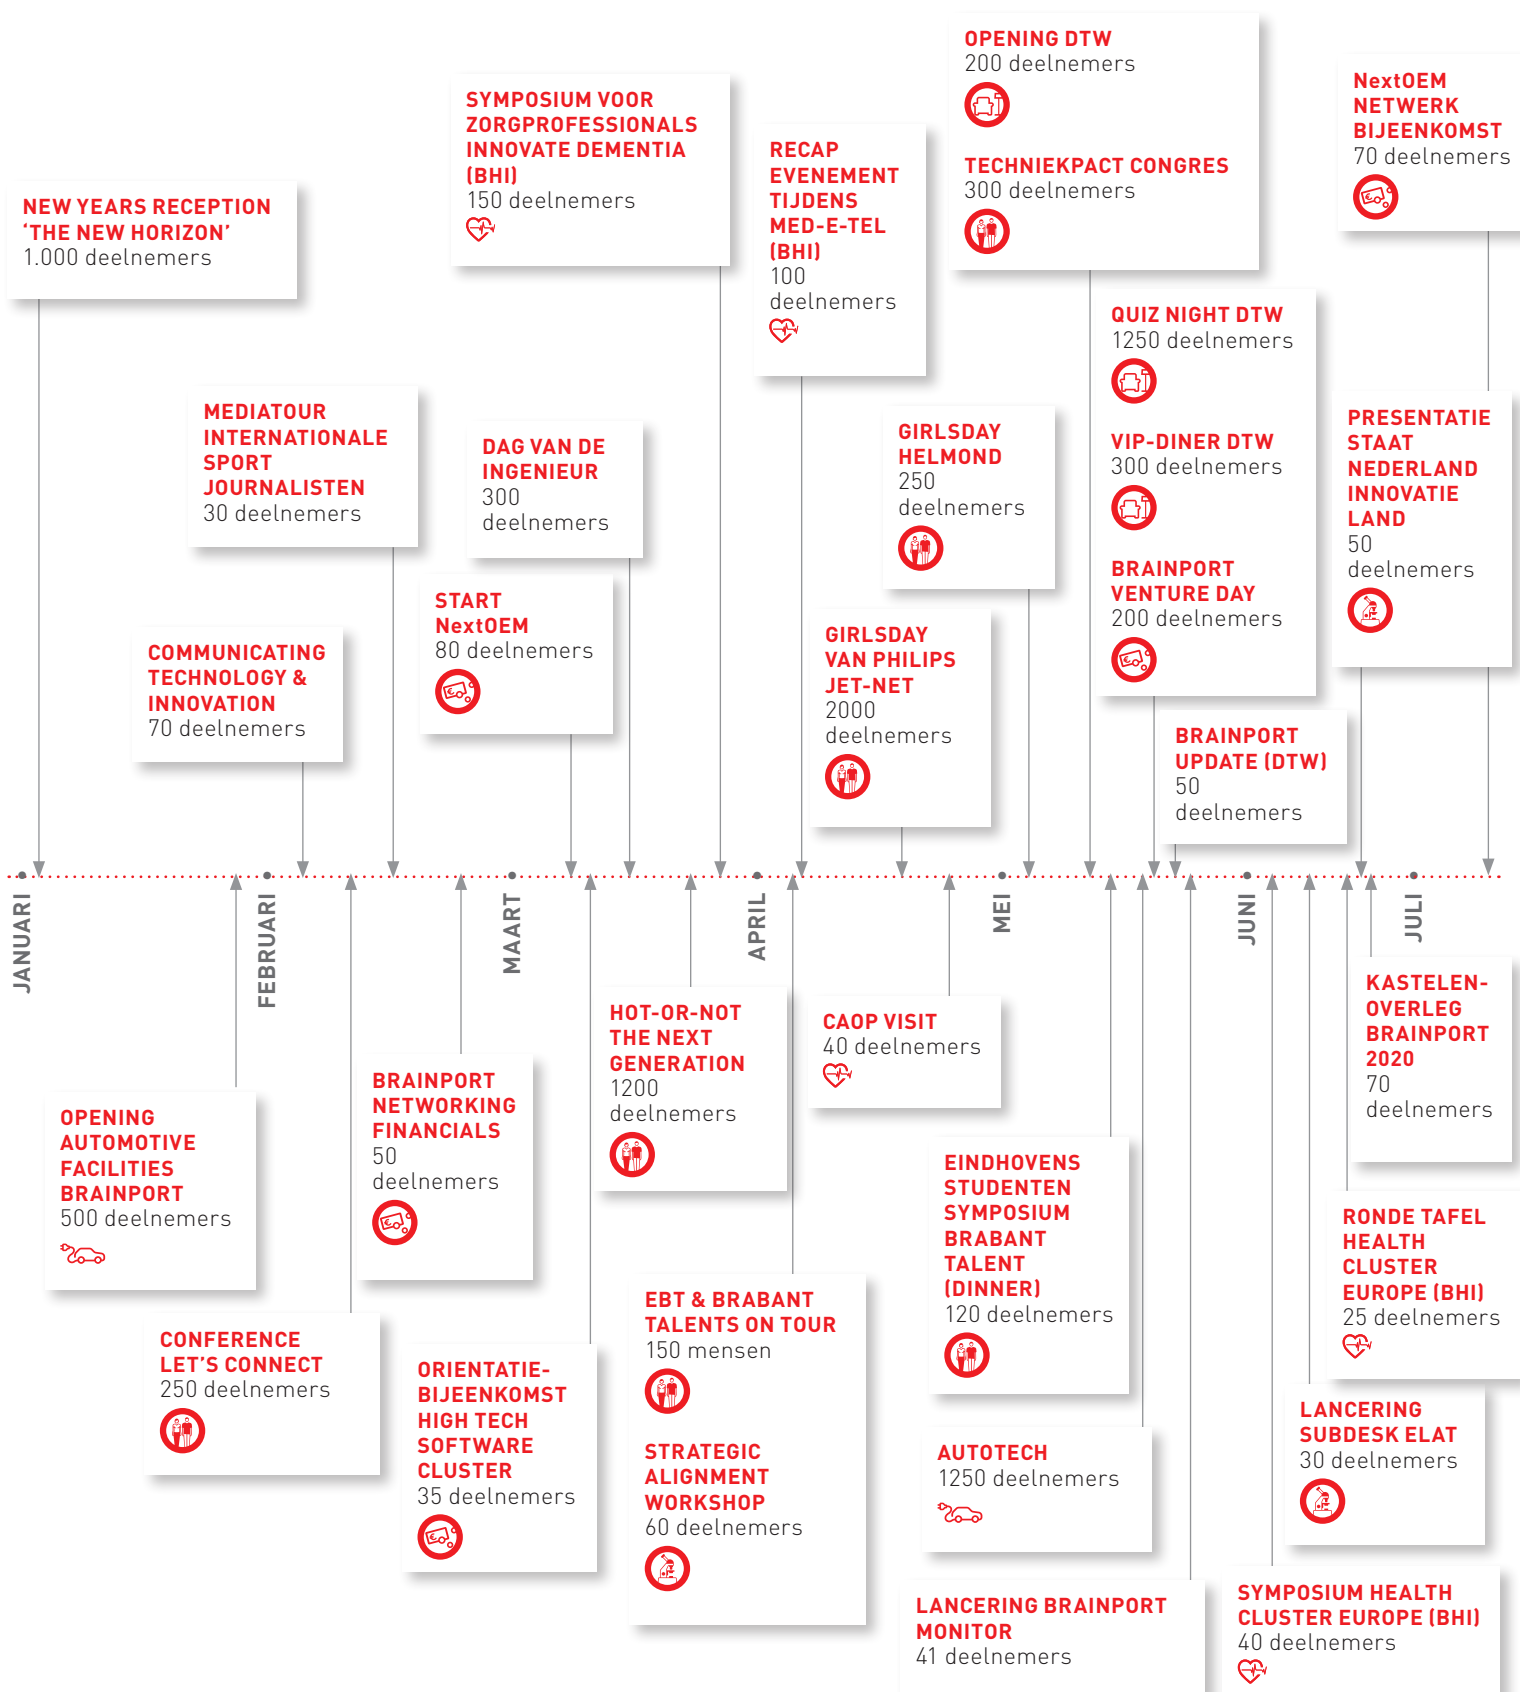 NEW YEARS RECEPTION
‘THE NEW HORIZON’
1.000 deelnemers
MEDIATOUR
INTERNATIONALE
SPORT
JOURNALISTEN
30 deelnemers
COMMUNICATING
TECHNOLOGY &
INNOVATION
70 deelnemers
SYMPOSIUM VOOR
ZORGPROFESSIONALS
INNOVATE DEMENTIA
(BHI)
150 deelnemers
DAG VAN DE
INGENIEUR
300
deelnemers
START
NextOEM
80 deelnemers
RECAP
EVENEMENT
TIJDENS
MED-E-TEL
(BHI)
100
deelnemers
GIRLSDAY
HELMOND
250
deelnemers
GIRLSDAY
VAN PHILIPS
JET-NET
2000
deelnemers
OPENING DTW
200 deelnemers
TECHNIEKPACT CONGRES
300 deelnemers
QUIZ NIGHT DTW
1250 deelnemers
VIP-DINER DTW
300 deelnemers
BRAINPORT
VENTURE DAY
200 deelnemers
BRAINPORT
UPDATE (DTW)
50
deelnemers
NextOEM
NETWERK
BIJEENKOMST
70 deelnemers
PRESENTATIE
STAAT
NEDERLAND
INNOVATIE
LAND
50
deelnemers
JANUARI
FEBRUARI
MAART
APRIL
MEI
JUNI
JULI
OPENING
AUTOMOTIVE
FACILITIES
BRAINPORT
500 deelnemers
CONFERENCE
LET’S CONNECT
250 deelnemers
BRAINPORT
NETWORKING
FINANCIALS
50
deelnemers
ORIENTATIE-
BIJEENKOMST
HIGH TECH
SOFTWARE
CLUSTER
35 deelnemers
HOT-OR-NOT
THE NEXT
GENERATION
1200
deelnemers
EBT & BRABANT
TALENTS ON TOUR
150 mensen
STRATEGIC
ALIGNMENT
WORKSHOP
60 deelnemers
CAOP VISIT
40 deelnemers
EINDHOVENS
STUDENTEN
SYMPOSIUM
BRABANT
TALENT
(DINNER)
120 deelnemers
AUTOTECH
1250 deelnemers
LANCERING BRAINPORT
MONITOR
41 deelnemers
KASTELEN-
OVERLEG
BRAINPORT
2020
70
deelnemers
RONDE TAFEL
HEALTH
CLUSTER
EUROPE (BHI)
25 deelnemers
LANCERING
SUBDESK ELAT
30 deelnemers
SYMPOSIUM HEALTH
CLUSTER EUROPE (BHI)
40 deelnemers